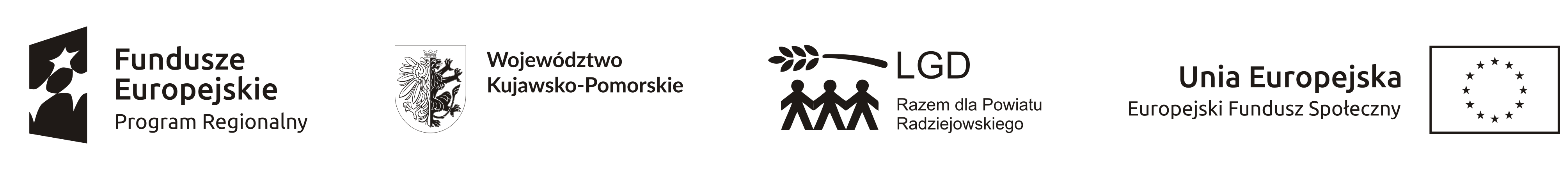 Fundusze
Europejskie
Program Regionalny
Województwo
Kujawsko-Pomorskie
LGD
Razem dla Powiatu
Radziejowskiego
Unia Europejska
Europejski Fundusz Społeczny